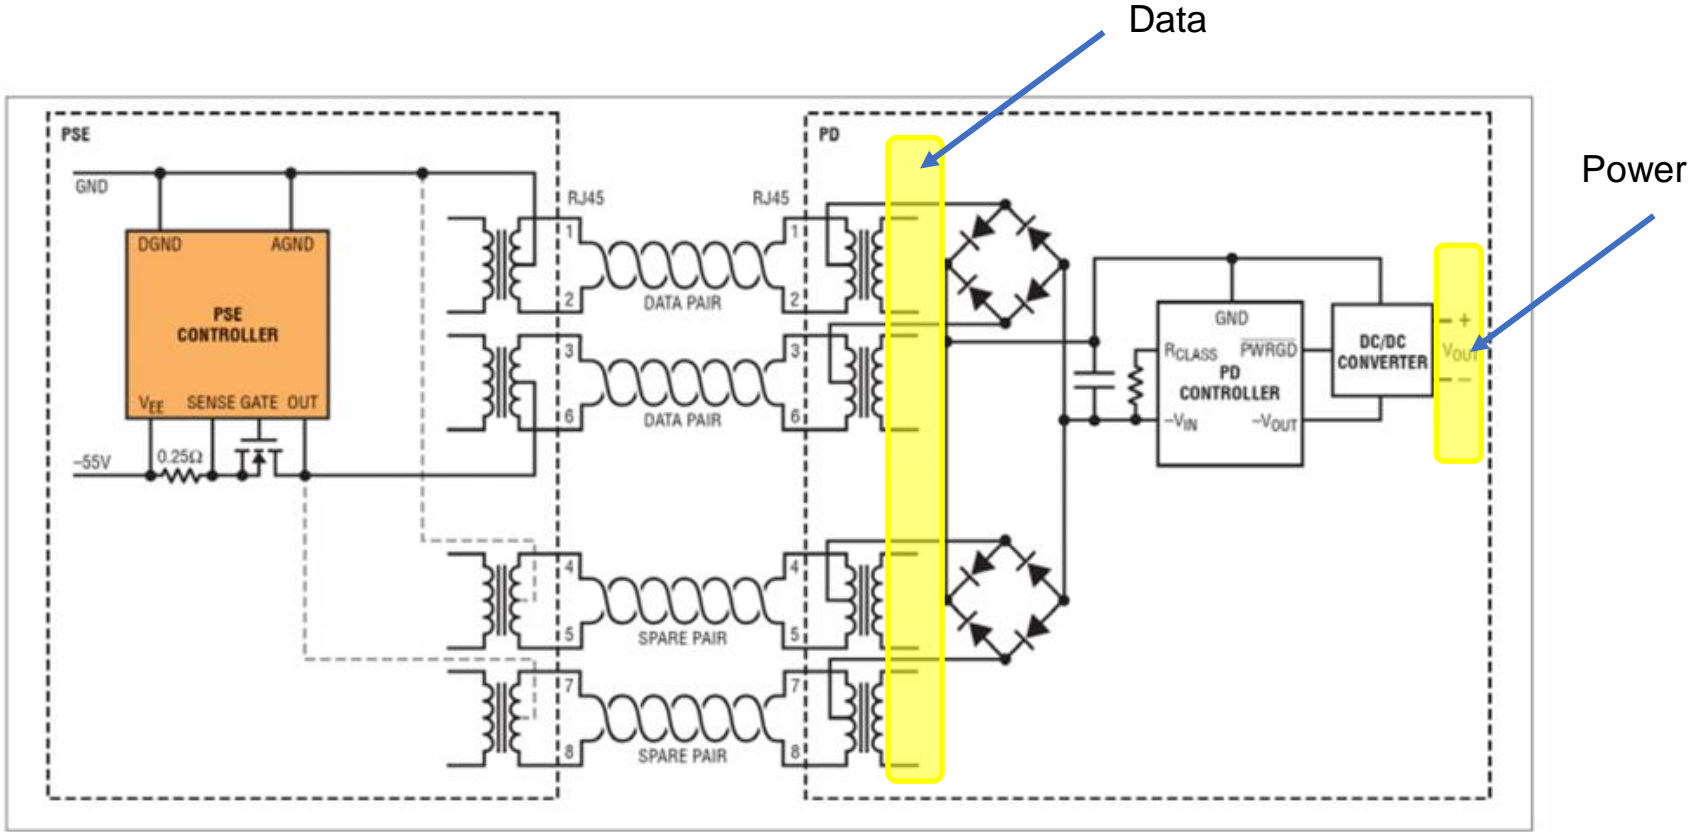 Data
Power
PSE
PD
GND
RJ45
RJ45
DGND
AGND
PSE
CONTROLLER
VEE
SENSE
GATE
OUT
0.25Ω
–55V
1
2
DATA PAIR
1
2
3
6
DATA PAIR
3
6
4
5
SPARE PAIR
4
5
7
8
SPARE PAIR
7
8
GND
RCLASS
PWRGD
PD
CONTROLLER
–VIN
–VOUT
DC/DC
CONVERTER
+
VOUT
–